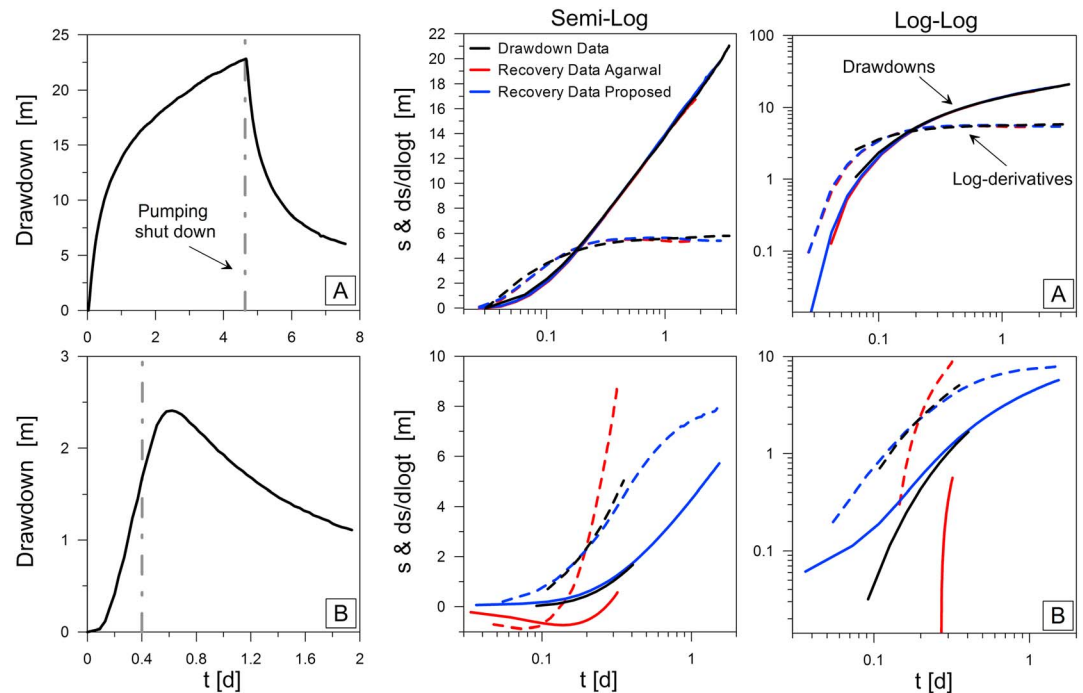 Semi-Log
Log-Log
25
20
15
10
5
0
Drawdown [m]
Pumping
shut down
A
0 2 4 6 8
22
20
18
16
14
12
10
8
6
4
2
0
s & ds/dlogt [m]
Drawdown Data
Recovery Data Agarwal
Recovery Data Proposed
0.1 1
100
10
1
0.1
Drawdowns
Log-derivatives
A
0.1 1
3
2
1
0
Drawdown [m]
B
0 0.4 0.8 1.2 1.6 2
t [d]
10
8
6
4
2
0
s & ds/dlogt [m]
0.1 1
t [d]
10
1
0.1
B
0.1 1
t [d]